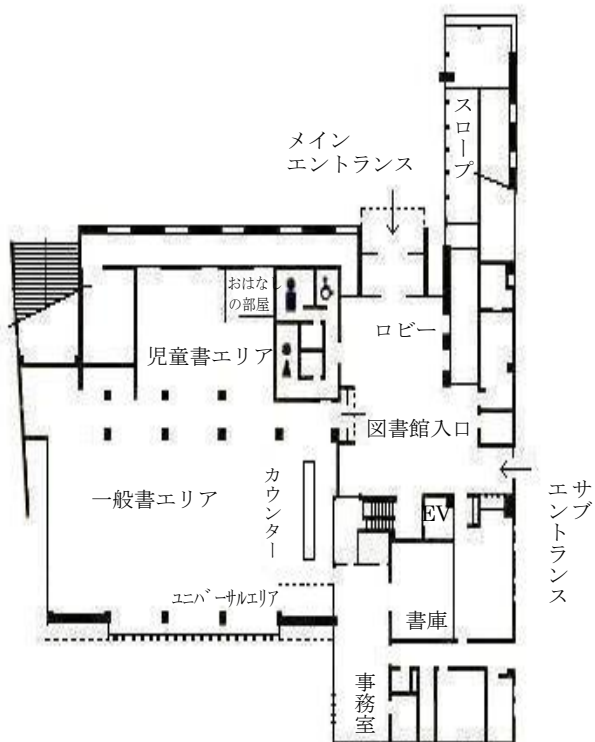 メイン
エントランス
スロープ
おはなし
の部屋
ロビー
児童書エリア
図書館入口
一般書エリア
カウンター
EV
サブ
エントランス
ユニバーサルエリア
書庫
事務室